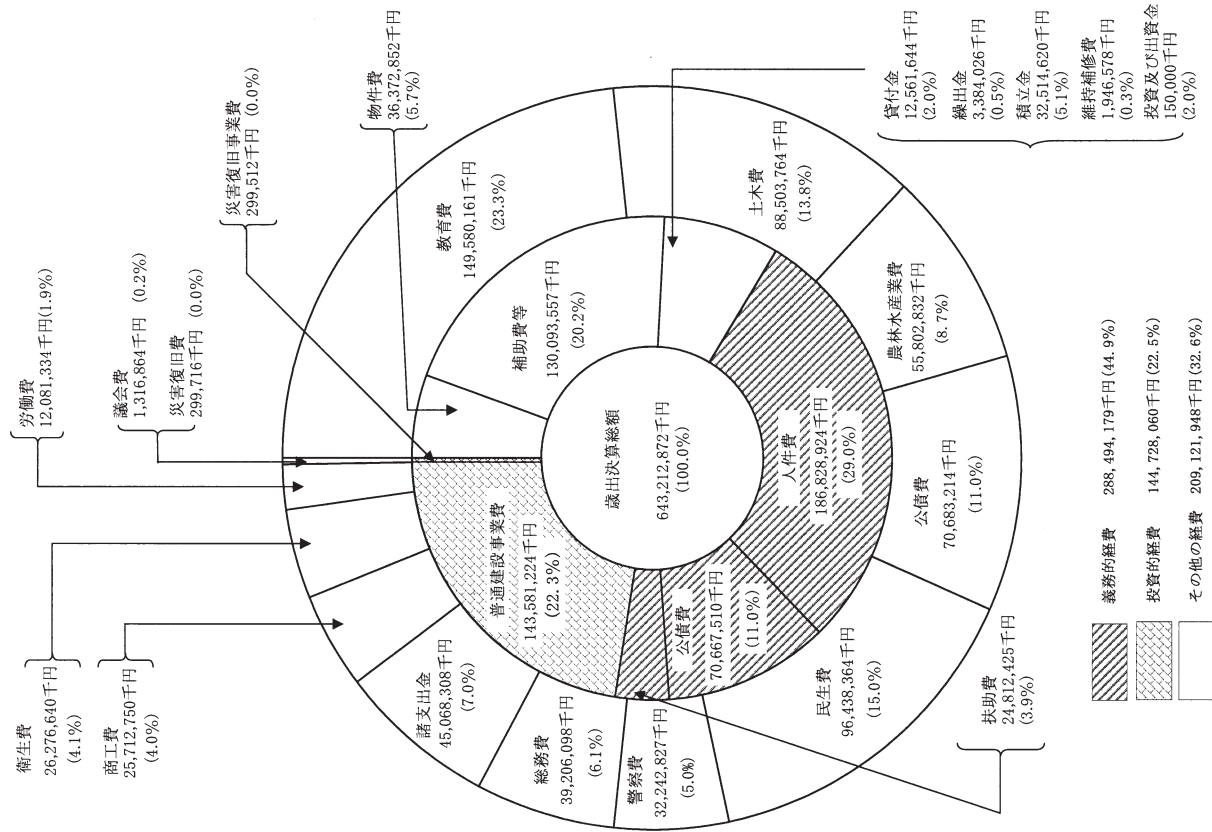 歳出決算総額
643,212,872千円
(100.0%)
教育費
149,580,161千円
(23.3%)
土木費
88,503,764千円
(13.8%)
農林水産業費
55,802,832千円
(8.7%)
公債費
70,683,214千円
(11.0%)
民生費
96,438,364千円
(15.0%)
警察費
32,242,827千円
(5.0%)
総務費
39,206,098千円
(6.1%)
諸支出金
45,068,308千円
(7.0%)
商工費
25,712,750千円
(4.0%)
衛生費
26,276,640千円
(4.1%)
労働費
12,081,334千円(1.9%)
議会費
1,316,864千円 (0.2%)
災害復旧費
299,716千円 (0.0%)
災害復旧事業費
299,512千円 (0.0%)
物件費
36,372,852千円
(5.7%)
補助費等
130,093,557千円
(20.2%)
貸付金
12,561,644千円
(2.0%)
繰出金
3,384,026千円
(0.5%)
積立金
32,514,620千円
(5.1%)
維持補修費
1,946,578千円
(0.3%)
投資及び出資金
150,000千円
(2.0%)
人件費
186,828,924千円
(29.0%)
公債費
70,667,510千円
(11.0%)
扶助費
24,812,425千円
(3.9%)
普通建設事業費
143,581,224千円
(22.3%)
義務的経費 288,494,179千円(44.9%)
投資的経費 144,728,060千円(22.5%)
その他の経費 209,121,948千円(32.6%)